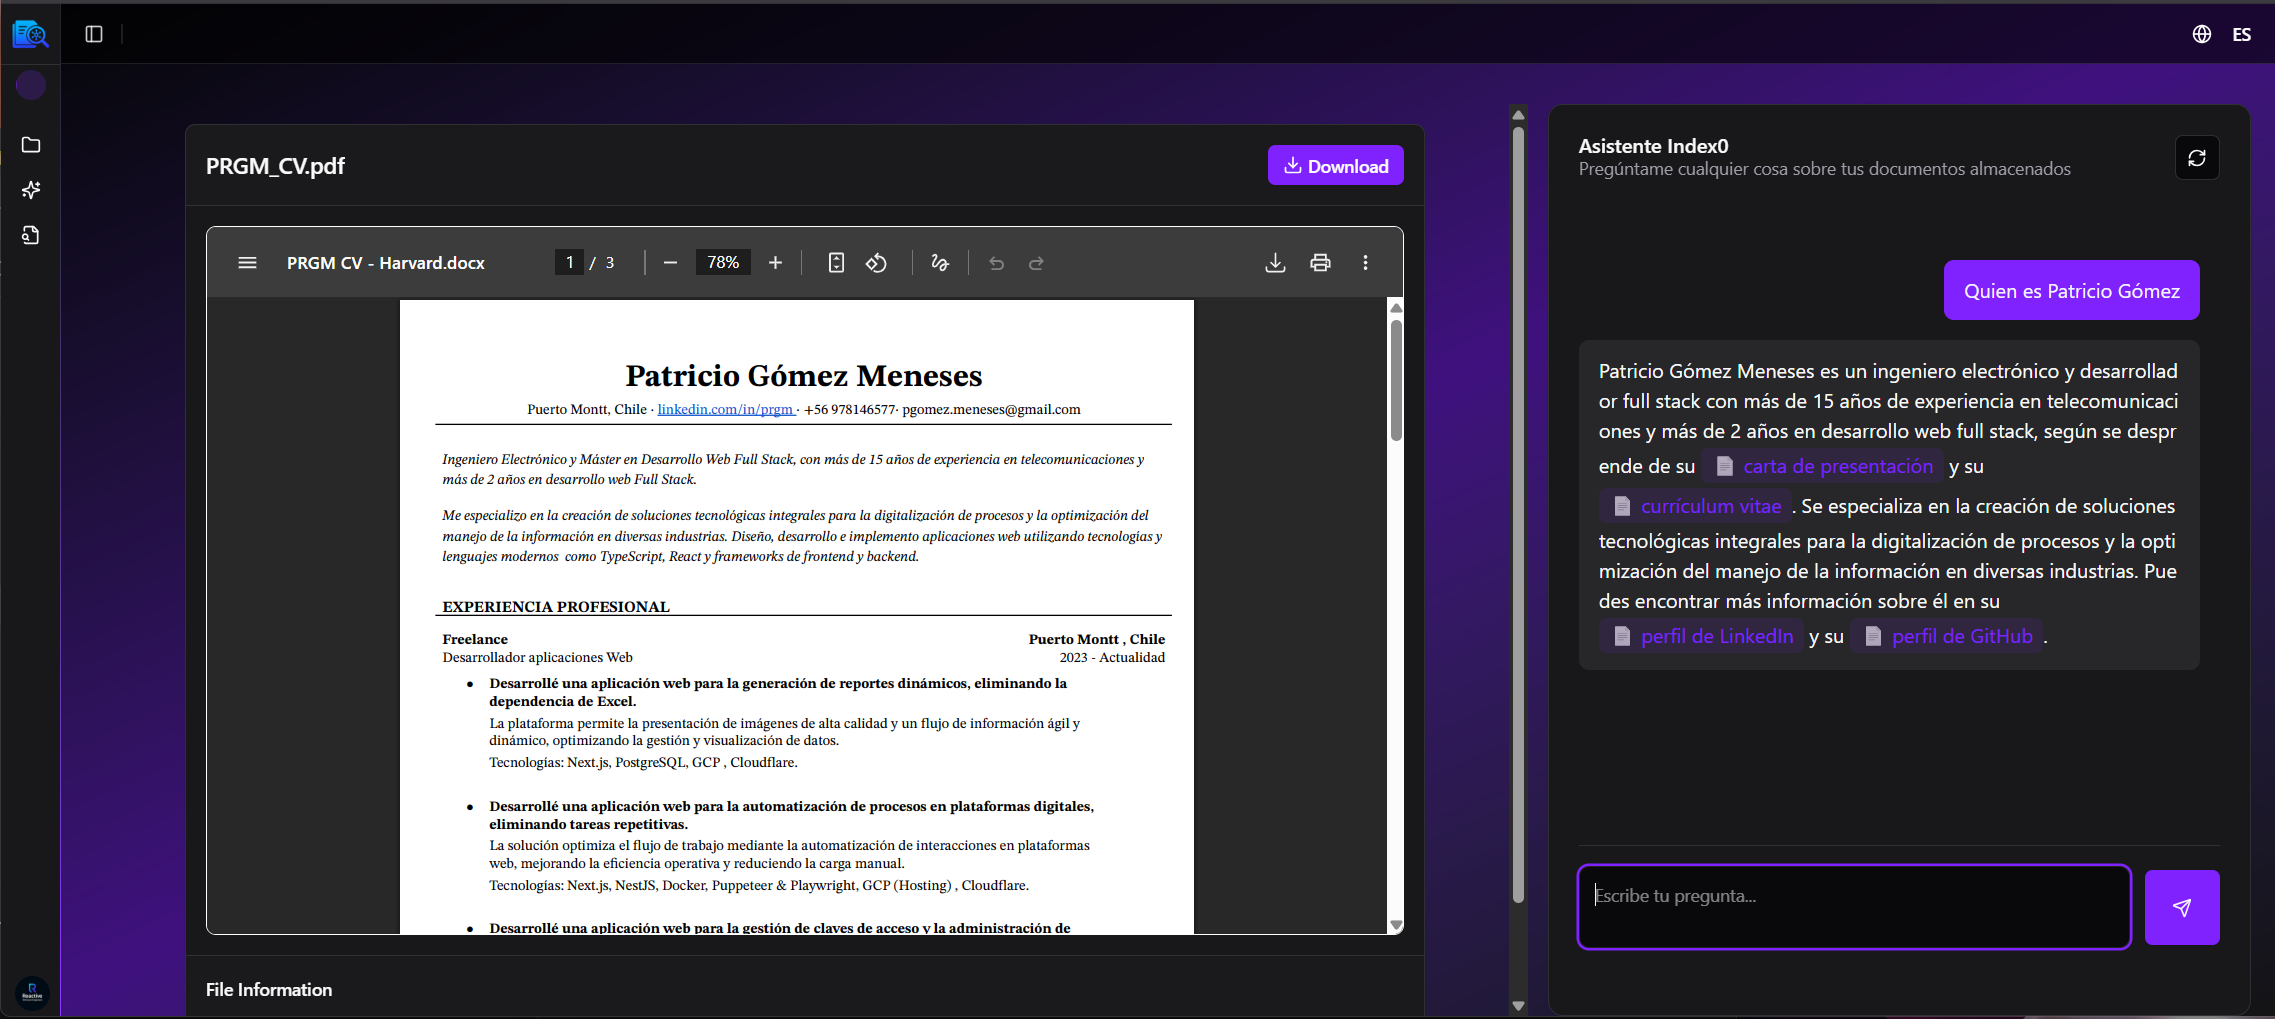 ES
PRGM_CV.pdf
Download
PRGM CV - Harvard.docx
1 / 3
78%
Patricio Gómez Meneses
Puerto Montt, Chile · linkedin.com/in/prgm · +56 978146577· pgomez.meneses@gmail.com
Ingeniero Electrónico y Máster en Desarrollo Web Full Stack, con más de 15 años de experiencia en telecomunicaciones y
más de 2 años en desarrollo web Full Stack.
Me especializo en la creación de soluciones tecnológicas integrales para la digitalización de procesos y la optimización del
manejo de la información en diversas industrias. Diseño, desarrollo e implemento aplicaciones web utilizando tecnologías y
lenguajes modernos como TypeScript, React y frameworks de frontend y backend.
EXPERIENCIA PROFESIONAL
Freelance
Puerto Montt , Chile
Desarrollador aplicaciones Web
2023 - Actualidad
● Desarrollé una aplicación web para la generación de reportes dinámicos, eliminando la
dependencia de Excel.
La plataforma permite la presentación de imágenes de alta calidad y un flujo de información ágil y
dinámico, optimizando la gestión y visualización de datos.
Tecnologías: Next.js, PostgreSQL, GCP , Cloudflare.
● Desarrollé una aplicación web para la automatización de procesos en plataformas digitales,
eliminando tareas repetitivas.
La solución optimiza el flujo de trabajo mediante la automatización de interacciones en plataformas
web, mejorando la eficiencia operativa y reduciendo la carga manual.
Tecnologías: Next.js, NestJS, Docker, Puppeteer & Playwright, GCP (Hosting) , Cloudflare.
● Desarrollé una aplicación web para la gestión de claves de acceso y la administración de
File Information
Asistente Index0
Pregúntame cualquier cosa sobre tus documentos almacenados
Quien es Patricio Gómez
Patricio Gómez Meneses es un ingeniero electrónico y desarrollad
or full stack con más de 15 años de experiencia en telecomunicaci
ones y más de 2 años en desarrollo web full stack, según se despr
ende de su carta de presentación y su
currículum vitae . Se especializa en la creación de soluciones
tecnológicas integrales para la digitalización de procesos y la opti
mización del manejo de la información en diversas industrias. Pue
des encontrar más información sobre él en su
perfil de LinkedIn y su perfil de GitHub .
Escribe tu pregunta...
R
Reactive